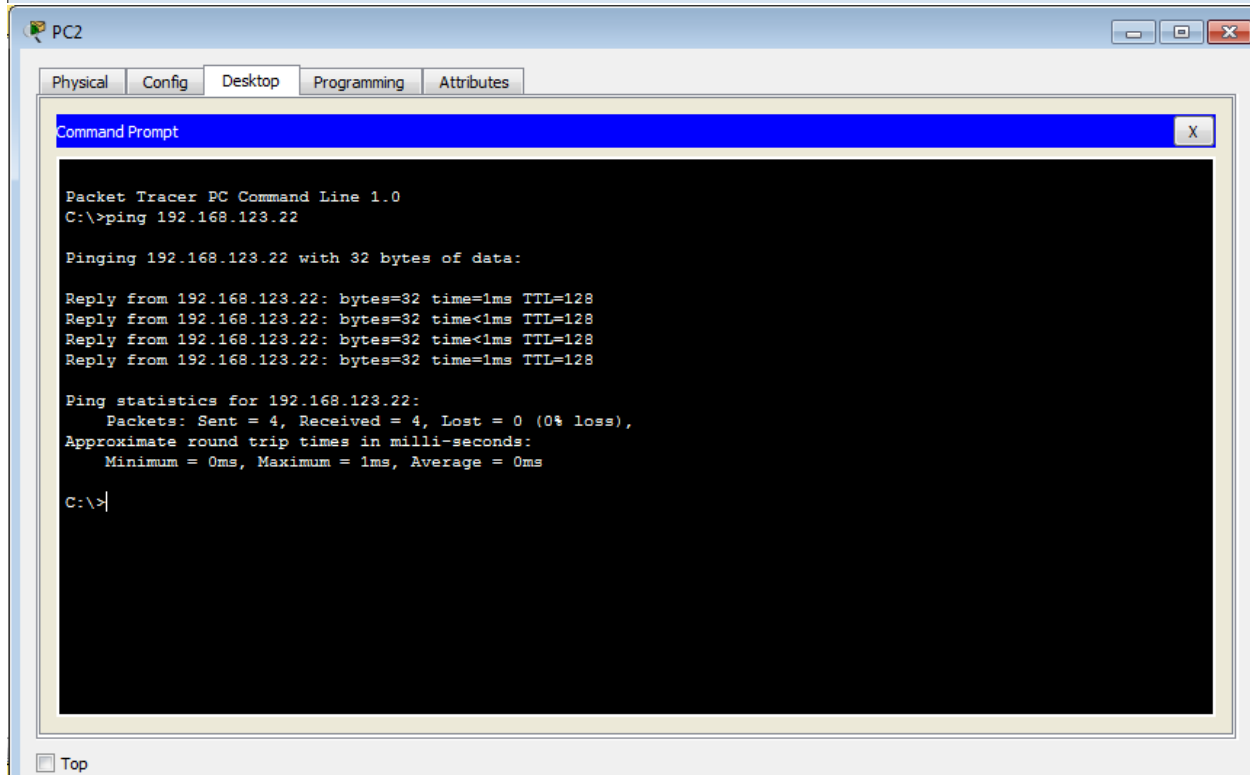 PC2
Physical Config Desktop Programming Attributes
Command Prompt
X
Packet Tracer PC Command Line 1.0
C:\>ping 192.168.123.22
Pinging 192.168.123.22 with 32 bytes of data:
Reply from 192.168.123.22: bytes=32 time=1ms TTL=128
Reply from 192.168.123.22: bytes=32 time<1ms TTL=128
Reply from 192.168.123.22: bytes=32 time<1ms TTL=128
Reply from 192.168.123.22: bytes=32 time=1ms TTL=128
Ping statistics for 192.168.123.22:
Packets: Sent = 4, Received = 4, Lost = 0 (0% loss),
Approximate round trip times in milli-seconds:
Minimum = 0ms, Maximum = 1ms, Average = 0ms
C:\>
Top